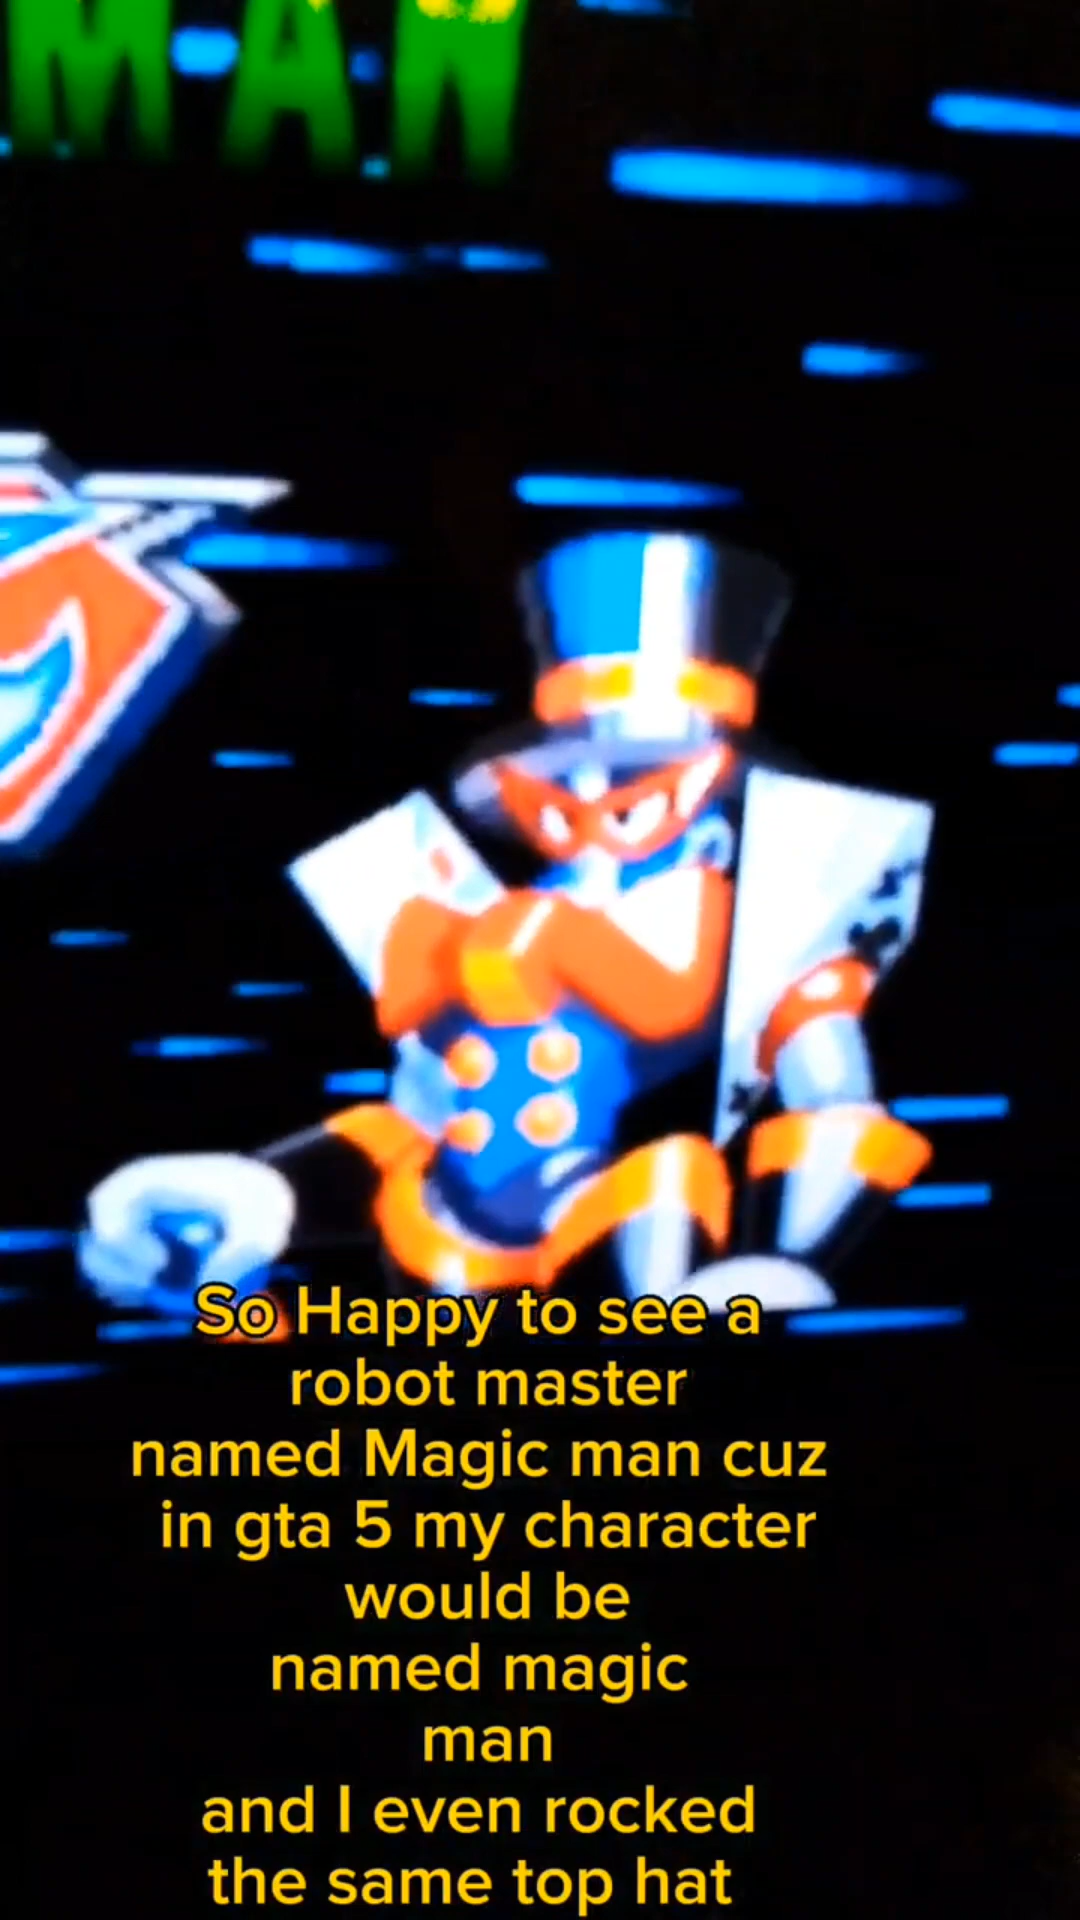 MAN
So Happy to see a
robot master
named Magic man cuz
in gta 5 my character
would be
named magic
man
and I even rocked
the same top hat